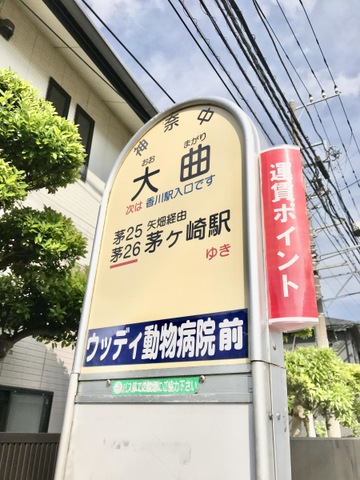 神奈中
おお まがり
大曲
次は 香川駅入口です
茅25 矢畑経由
茅26 茅ヶ崎駅
ゆき
ウッディ動物病院前
運賃ポイント